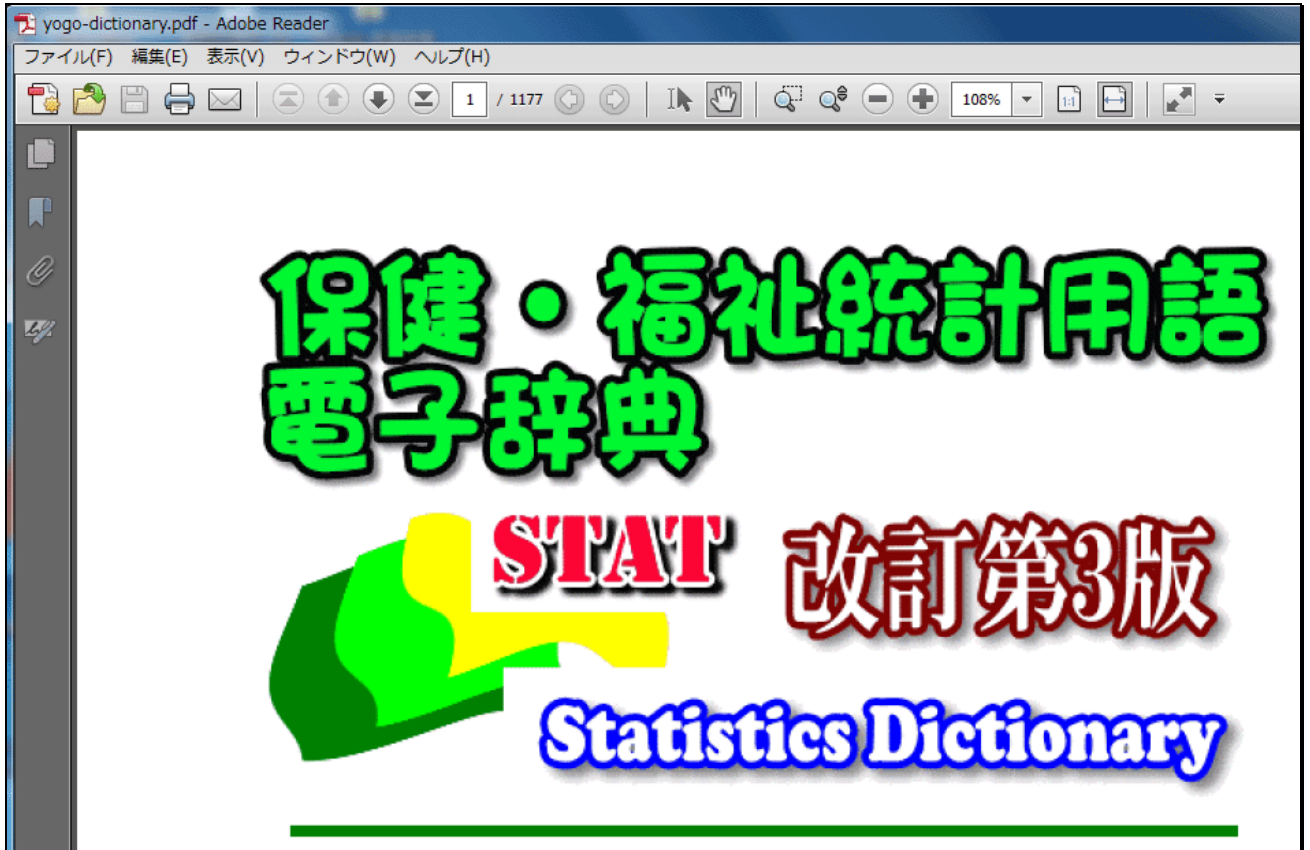 yogo-dictionary.pdf - Adobe Reader
ファイル(F) 編集(E) 表示(V) ウィンドウ(W) ヘルプ(H)
1 / 1177 108% 1:1
保健・福祉統計用語
電子辞典
STAT 改訂第3版
Statistics Dictionary